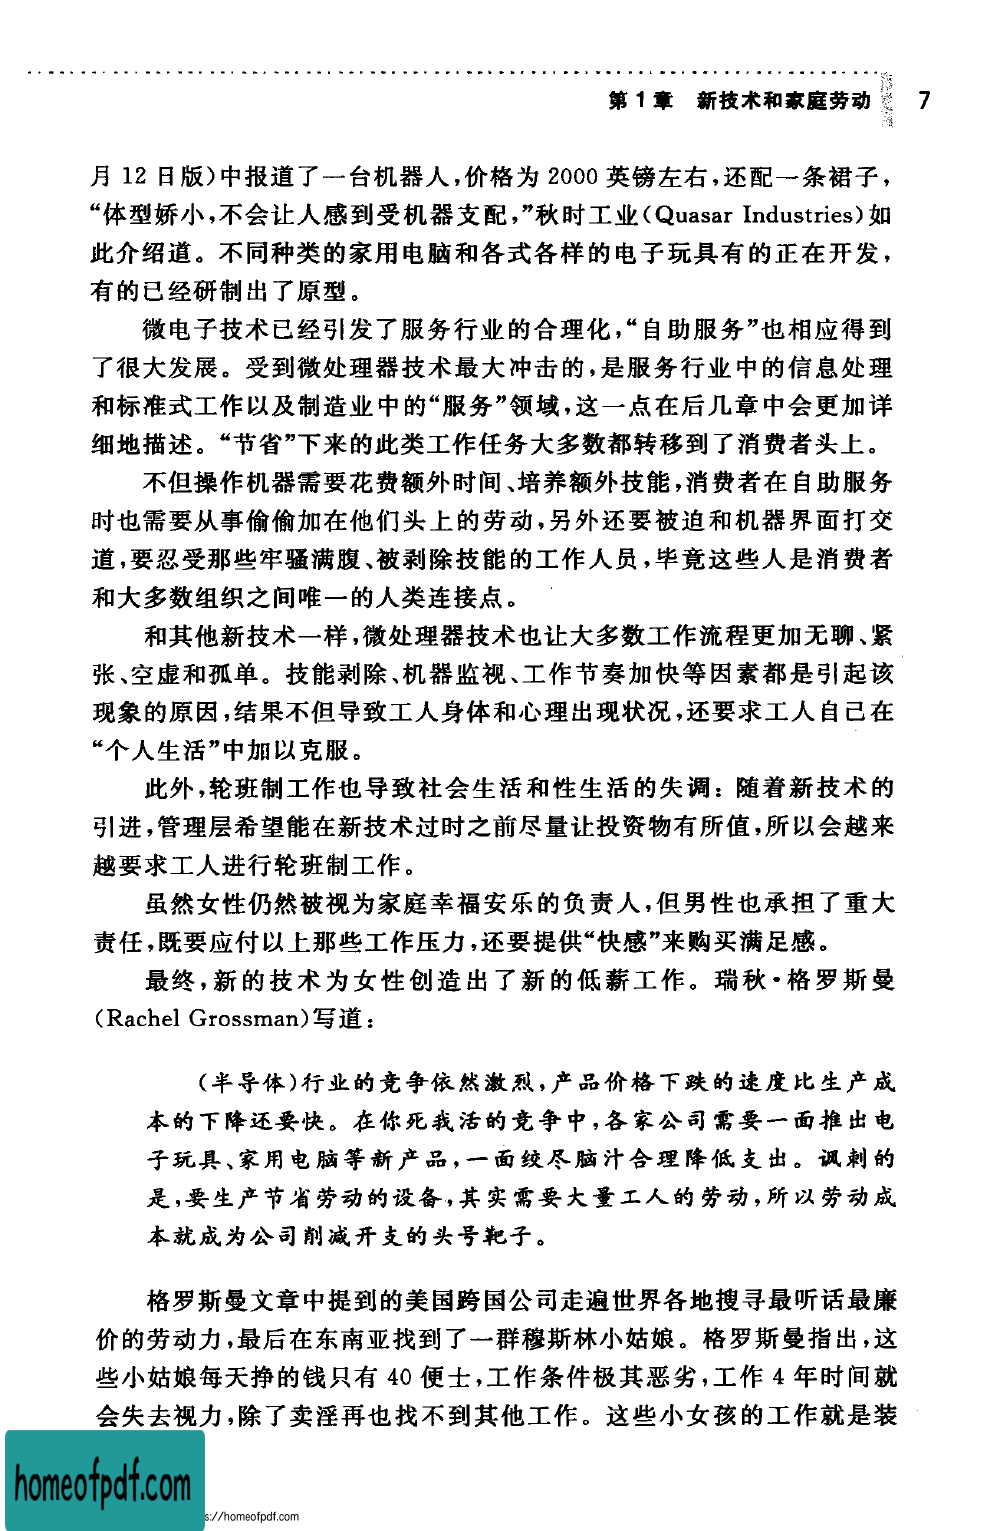 第1章 新技术和家庭劳动 7
月12日版)中报道了一台机器人,价格为2000英镑左右,还配一条裙子,
“体型娇小,不会让人感到受机器支配,”秋时工业(Quasar Industries)如
此介绍道。不同种类的家用电脑和各式各样的电子玩具有的正在开发,
有的已经研制出了原型。
微电子技术已经引发了服务行业的合理化,“自助服务”也相应得到
了很大发展。受到微处理器技术最大冲击的,是服务行业中的信息处理
和标准式工作以及制造业中的“服务”领域,这一点在后几章中会更加详
细地描述。“节省”下来的此类工作任务大多数都转移到了消费者头上。
不但操作机器需要花费额外时间、培养额外技能,消费者在自助服务
时也需要从事偷偷加在他们头上的劳动,另外还要被迫和机器界面打交
道,要忍受那些牢骚满腹、被剥除技能的工作人员,毕竟这些人是消费者
和大多数组织之间唯一的人类连接点。
和其他新技术一样,微处理器技术也让大多数工作流程更加无聊、紧
张、空虚和孤单。技能剥除、机器监视、工作节奏加快等因素都是引起该
现象的原因,结果不但导致工人身体和心理出现状况,还要求工人自己在
“个人生活”中加以克服。
此外,轮班制工作也导致社会生活和性生活的失调:随着新技术的
引进,管理层希望能在新技术过时之前尽量让投资物有所值,所以会越来
越要求工人进行轮班制工作。
虽然女性仍然被视为家庭幸福安乐的负责人,但男性也承担了重大
责任,既要应付以上那些工作压力,还要提供“快感”来购买满足感。
最终,新的技术为女性创造出了新的低薪工作。瑞秋·格罗斯曼
(Rachel Grossman)写道:
(半导体)行业的竞争依然激烈,产品价格下跌的速度比生产成
本的下降还要快。在你死我活的竞争中,各家公司需要一面推出电
子玩具、家用电脑等新产品,一面绞尽脑汁合理降低支出。讽刺的
是,要生产节省劳动的设备,其实需要大量工人的劳动,所以劳动成
本就成为公司削减开支的头号靶子。
格罗斯曼文章中提到的美国跨国公司走遍世界各地搜寻最听话最廉
价的劳动力,最后在东南亚找到了一群穆斯林小姑娘。格罗斯曼指出,这
些小姑娘每天挣的钱只有40便士,工作条件极其恶劣,工作4年时间就
会失去视力,除了卖淫再也找不到其他工作。这些小女孩的工作就是装
homeofpdf.com
s://homeofpdf.com